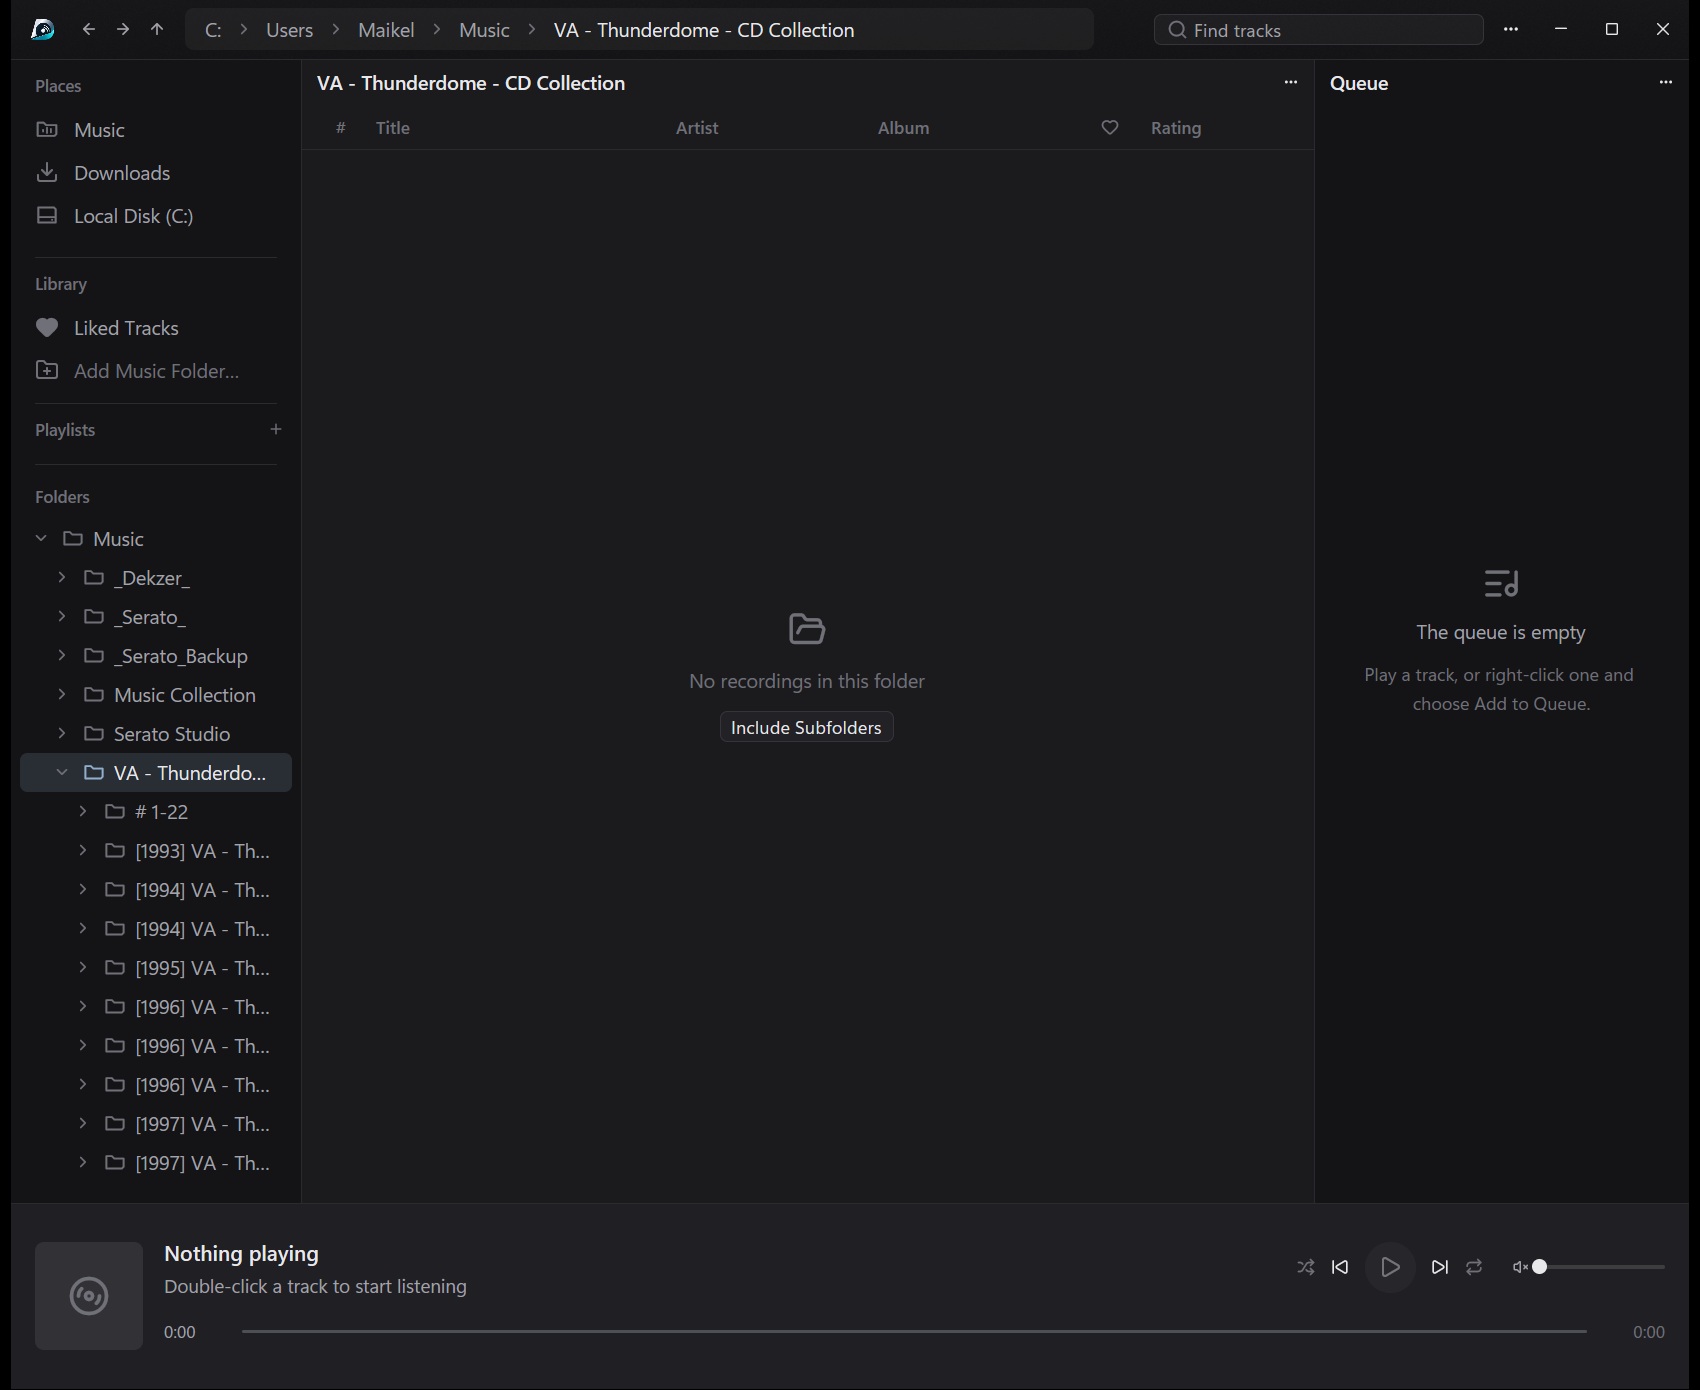 C: Users Maikel Music VA - Thunderdome - CD Collection
Find tracks
Places
Music
Downloads
Local Disk (C:)
Library
Liked Tracks
Add Music Folder...
Playlists
Folders
Music
_Dekzer_
_Serato_
_Serato_Backup
Music Collection
Serato Studio
VA - Thunderdo...
# 1-22
[1993] VA - Th...
[1994] VA - Th...
[1994] VA - Th...
[1995] VA - Th...
[1996] VA - Th...
[1996] VA - Th...
[1996] VA - Th...
[1997] VA - Th...
[1997] VA - Th...
VA - Thunderdome - CD Collection
# Title Artist Album Rating
No recordings in this folder
Include Subfolders
Queue
The queue is empty
Play a track, or right-click one and
choose Add to Queue.
Nothing playing
Double-click a track to start listening
0:00
0:00